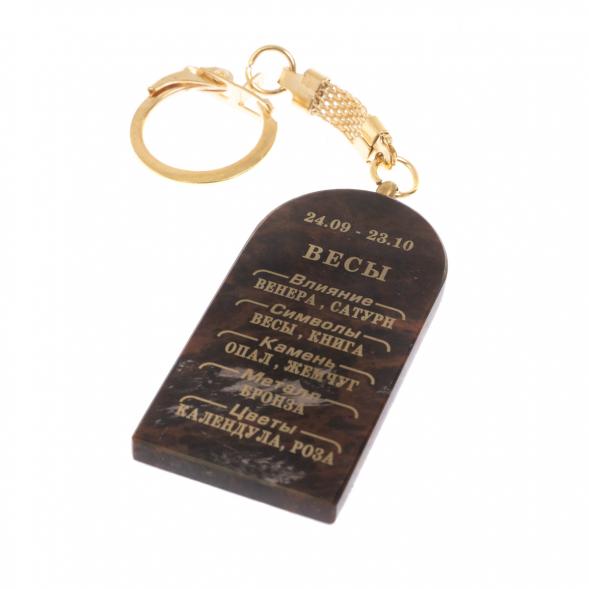 24.09 - 23.10
ВЕСЫ
Влияние
ВЕНЕРА , САТУРН
Символы
ВЕСЫ , КНИГА
Камень
ОПАЛ , ЖЕМЧУГ
Металл
БРОНЗА
Цветы
КАЛЕНДУЛА, РОЗА